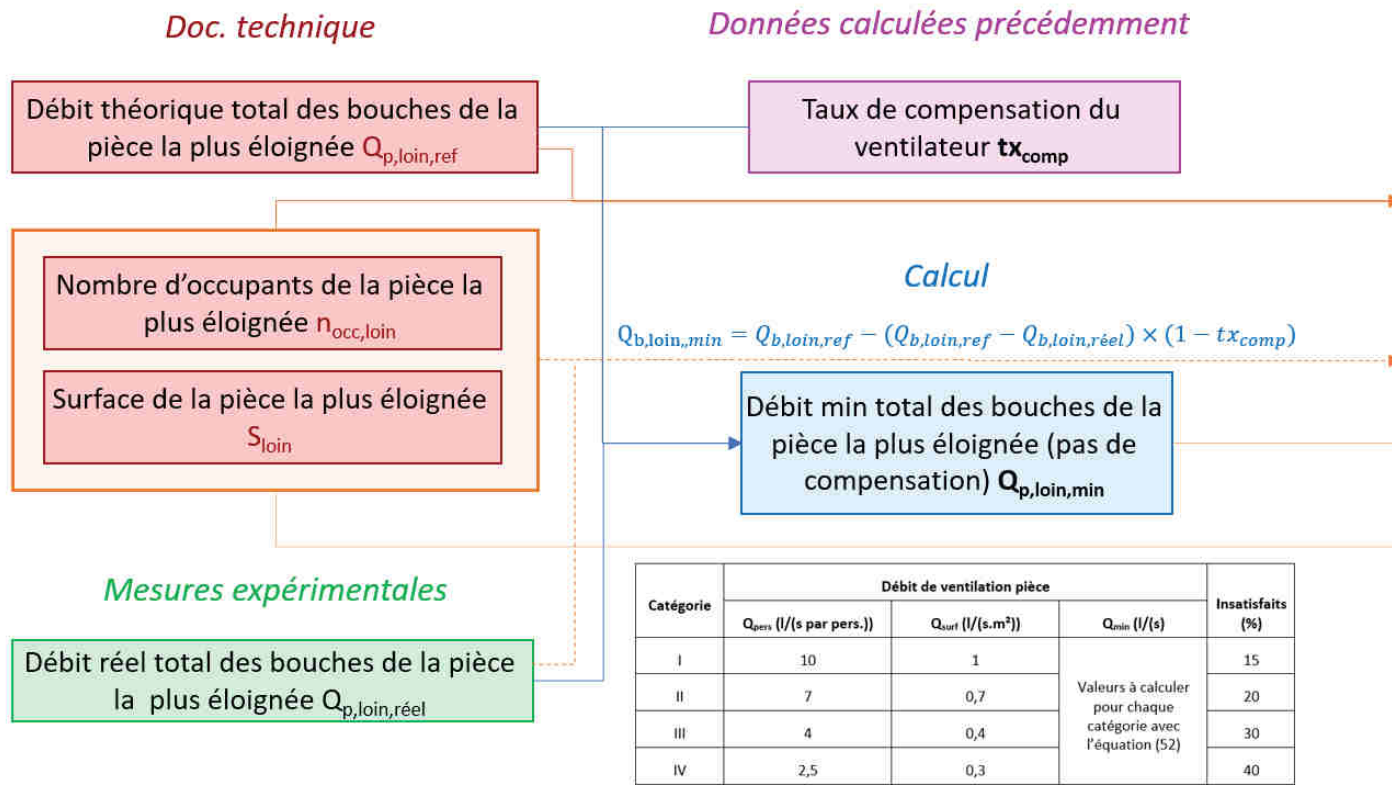 Doc. technique
Données calculées précédemment
Débit théorique total des bouches de la
pièce la plus éloignée Qp,loin,ref
Taux de compensation du
ventilateur txcomp
Nombre d'occupants de la pièce la
plus éloignée nocc,loin
Surface de la pièce la plus éloignée
Sloin
Calcul
Qb,loin,,min = Qb,loin,ref − (Qb,loin,ref − Qb,loin,réel) × (1 − txcomp)
Débit min total des bouches de la
pièce la plus éloignée (pas de
compensation) Qp,loin,min
Mesures expérimentales
Débit réel total des bouches de la pièce
la plus éloignée Qp,loin,réel
Catégorie
Débit de ventilation pièce
Insatisfaits
(%)
Qpers (l/(s par pers.)) Qsurf (l/(s.m²)) Qmin (l/(s)
I 10 1 15
II 7 0,7 20
III 4 0,4 30
IV 2,5 0,3 40
Valeurs à calculer
pour chaque
catégorie avec
l'équation (52)